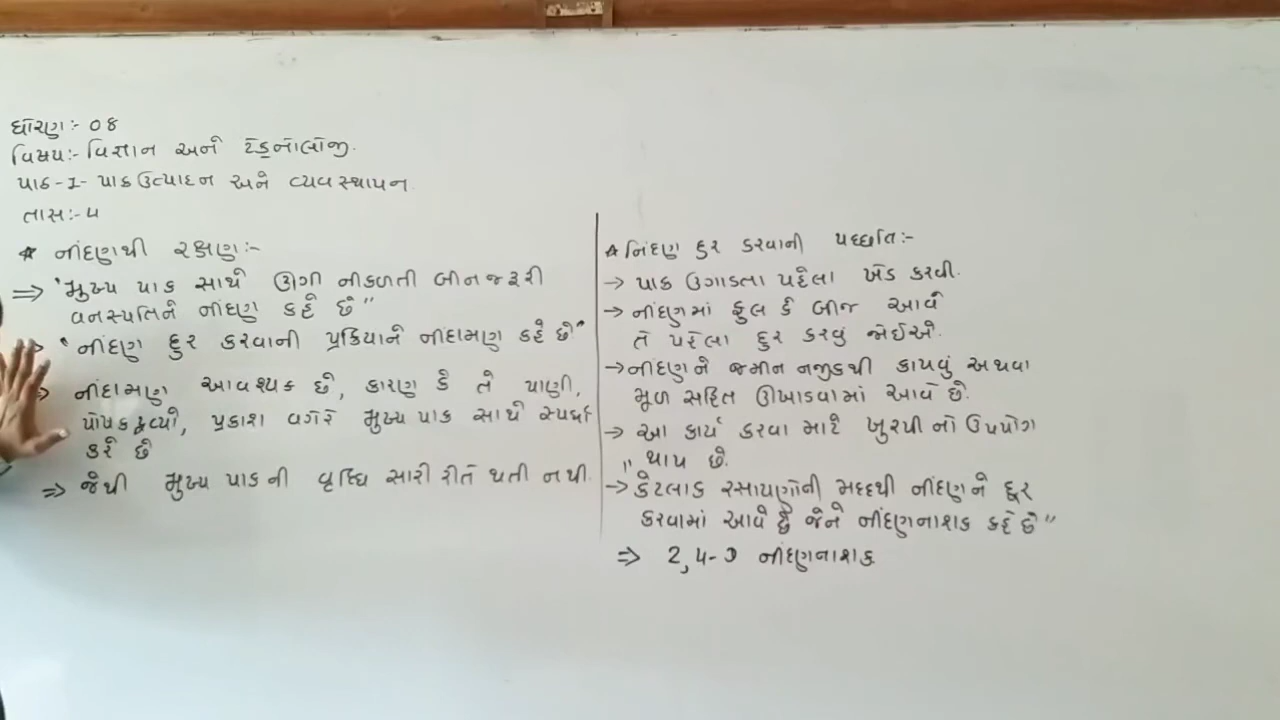 ધોરણ:- ૦૪
વિષય:- વિજ્ઞાન અને ટેકનોલોજી.
પાઠ-I- પાક ઉત્પાદન અને વ્યવસ્થાપન
તાસ:- ૫
* નીંદણથી રક્ષણ:-
⇒ "મુખ્ય પાક સાથે ઊગી નીકળતી બીનજરૂરી
વનસ્પતિને નીંદણ કહે છે"
"નીંદણ દુર કરવાની પ્રક્રિયાને નીંદામણ કહે છે"
નીંદામણ આવશ્યક છે, કારણ કે તે પાણી,
પોષકદ્રવ્યો, પ્રકાશ વગેરે મુખ્ય પાક સાથે સ્પર્ધા
કરે છે
⇒ જેથી મુખ્ય પાકની વૃધ્ધિ સારી રીતે થતી નથી.
* નિંદણ દુર કરવાની પધ્ધતિ:-
→ પાક ઉગાડતા પહેલા ખેડ કરવી.
→ નીંદણમાં ફુલ કે બીજ આવે
તે પહેલા દુર કરવું જોઈએ.
→ નીંદણને જમીન નજીકથી કાપવું અથવા
મૂળ સહિત ઊખાડવામાં આવે છે.
→ આ કાર્ય કરવા માટે ખુરપીનો ઉપયોગ
થાય છે.
→ "કેટલાક રસાયણોની મદદથી નીંદણને દૂર
કરવામાં આવે છે જેને નીંદણનાશક કહે છે"
⇒ 2,4-D નીંદણનાશક